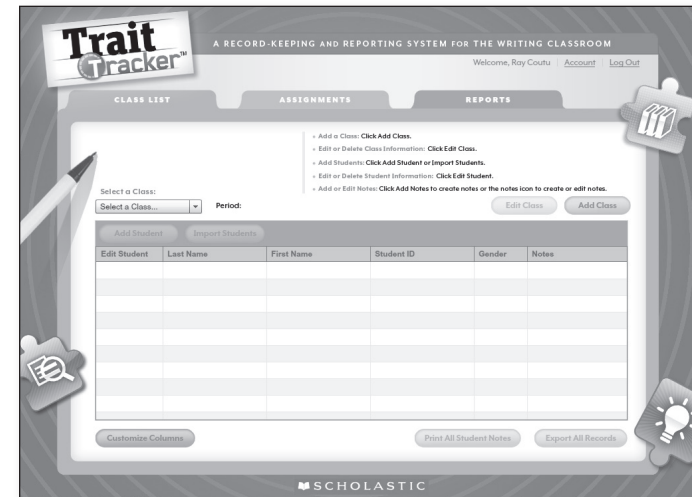 Trait
Tracker™
A RECORD-KEEPING AND REPORTING SYSTEM FOR THE WRITING CLASSROOM
Welcome, Ray Coutu | Account | Log Out
CLASS LIST
ASSIGNMENTS
REPORTS
Add a Class: Click Add Class.
Edit or Delete Class Information: Click Edit Class.
Add Students: Click Add Student or Import Students.
Edit or Delete Student Information: Click Edit Student.
Add or Edit Notes: Click Add Notes to create notes or the notes icon to create or edit notes.
Select a Class:
Select a Class... Period: Edit Class Add Class
Add Student Import Students
Edit Student Last Name First Name Student ID Gender Notes
Customize Columns Print All Student Notes Export All Records
SCHOLASTIC